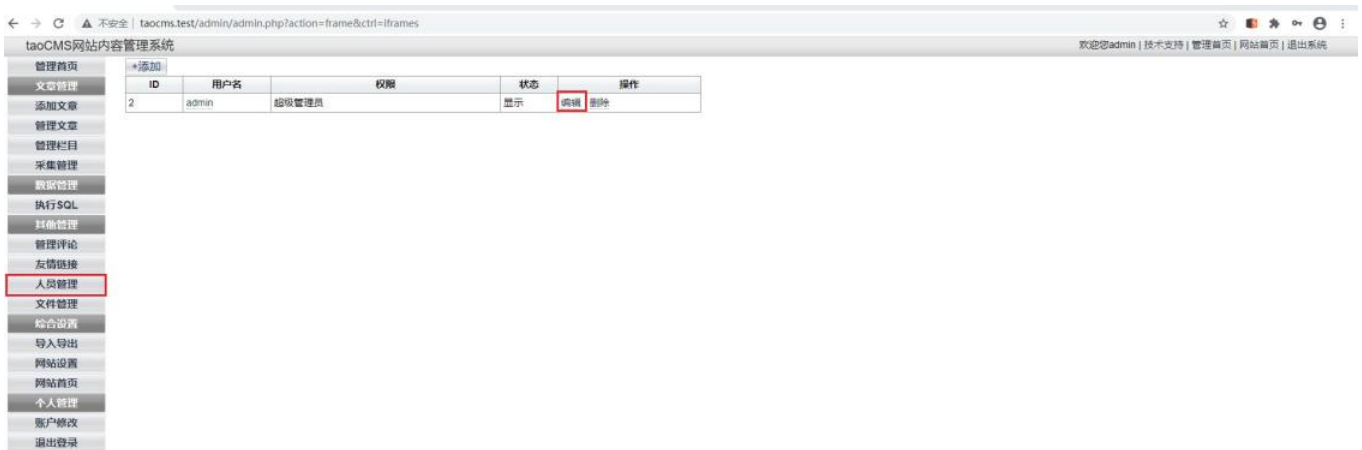 不安全 | taocms.test/admin/admin.php?action=frame&ctrl=iframes
taoCMS网站内容管理系统
欢迎您admin | 技术支持 | 管理首页 | 网站首页 | 退出系统
管理首页
文章管理
添加文章
管理文章
管理栏目
采集管理
数据管理
执行SQL
其他管理
管理评论
友情链接
人员管理
文件管理
综合设置
导入导出
网站设置
网站首页
个人管理
账户修改
退出登录
+添加
ID 用户名 权限 状态 操作
2 admin 超级管理员 显示 编辑 删除